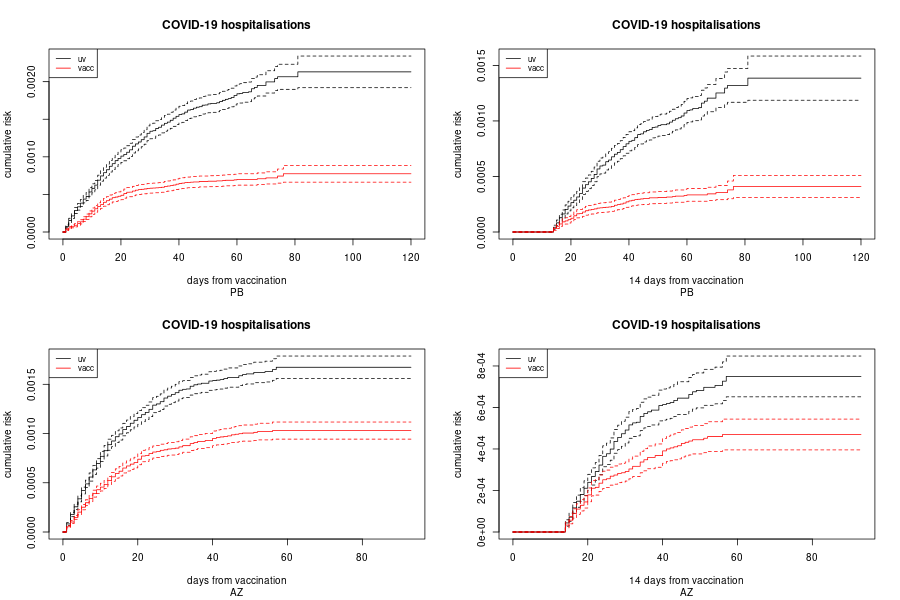 COVID-19 hospitalisations
uv
vacc
cumulative risk
0.0000
0.0010
0.0020
0 20 40 60 80 100 120
days from vaccination
PB
COVID-19 hospitalisations
uv
vacc
cumulative risk
0.0000
0.0005
0.0010
0.0015
0 20 40 60 80 100 120
14 days from vaccination
PB
COVID-19 hospitalisations
uv
vacc
cumulative risk
0.0000
0.0005
0.0010
0.0015
0 20 40 60 80
days from vaccination
AZ
COVID-19 hospitalisations
uv
vacc
cumulative risk
0e+00
2e-04
4e-04
6e-04
8e-04
0 20 40 60 80
14 days from vaccination
AZ